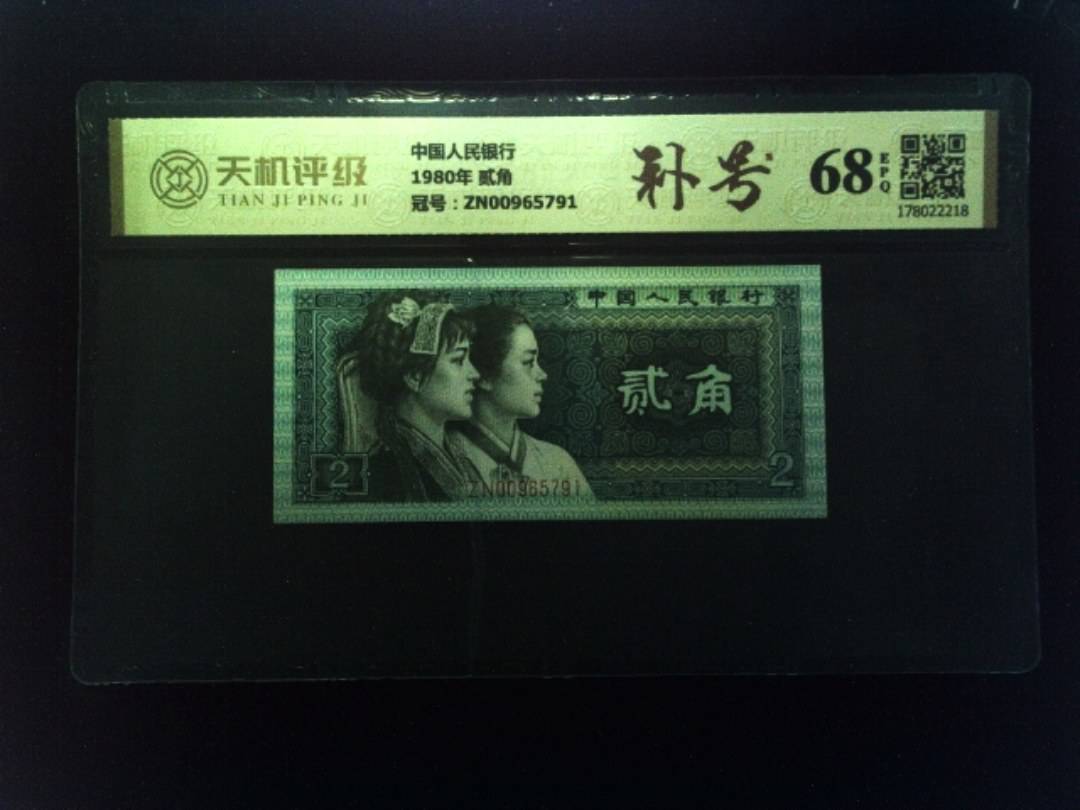 天机评级
TIAN JI PING JI
中国人民银行
1980年 贰角
冠号：ZN00965791
补号
68
EPQ
178022218
中国人民银行
贰角
2
ZN00965791
2